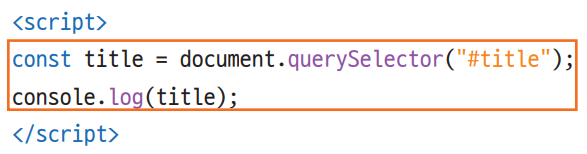 <script>
const title = document.querySelector("#title");
console.log(title);
</script>